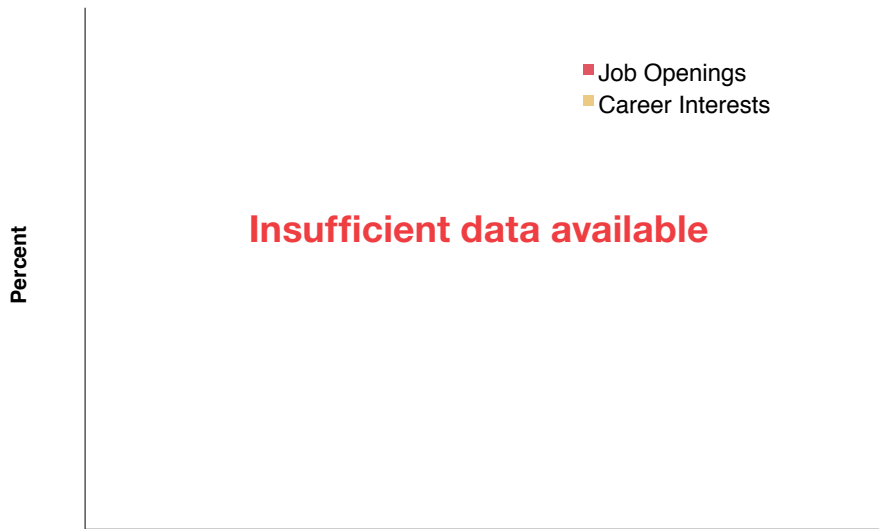 Job Openings
Career Interests
Insufficient data available
Percent